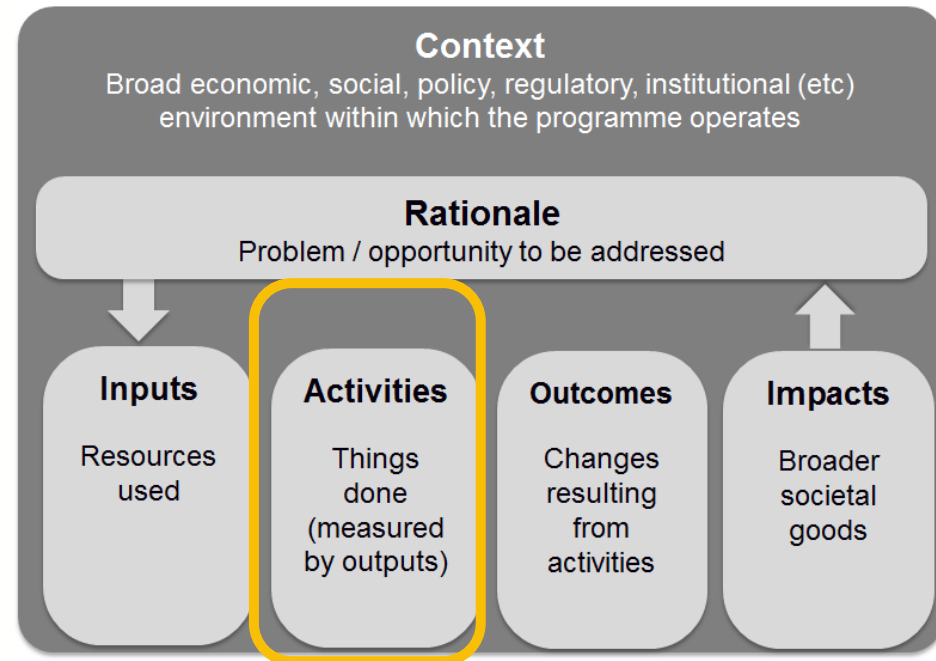 Context
Broad economic, social, policy, regulatory, institutional (etc)
environment within which the programme operates
Rationale
Problem / opportunity to be addressed
Inputs
Resources
used
Activities
Things
done
(measured
by outputs)
Outcomes
Changes
resulting
from
activities
Impacts
Broader
societal
goods